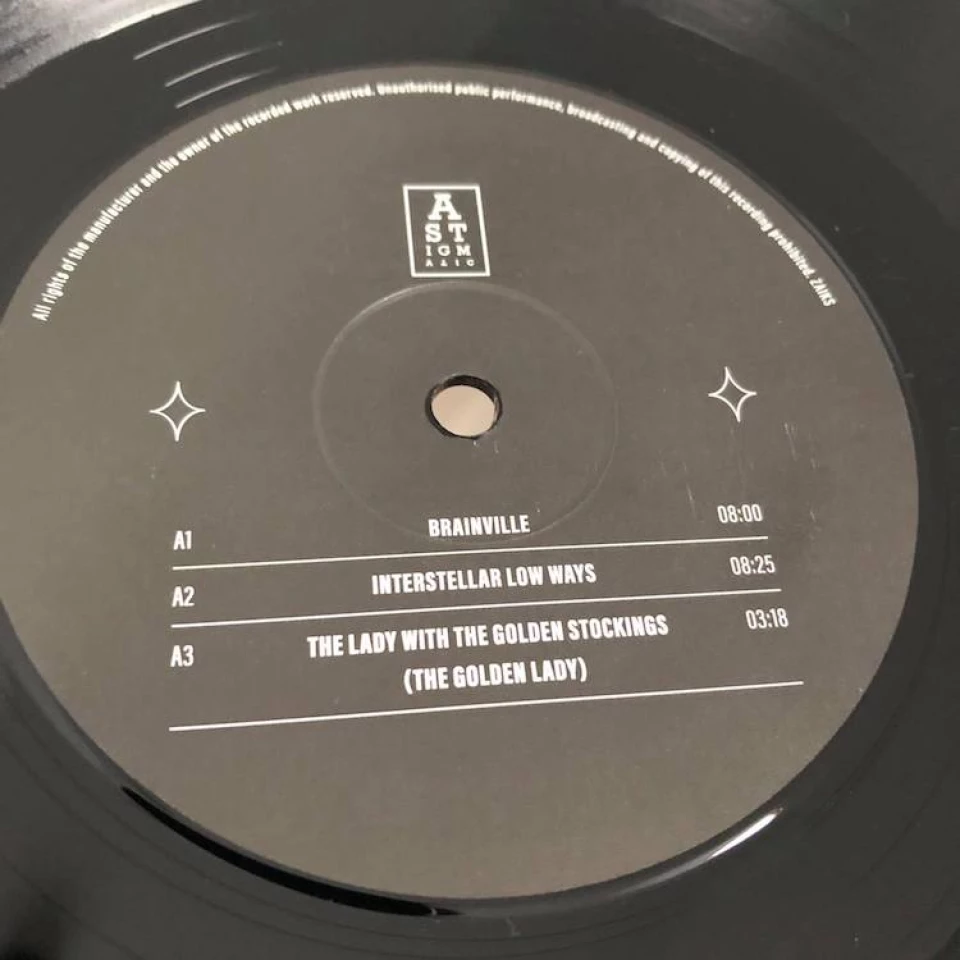 All rights of the manufacturer and the owner of the recorded work reserved. Unauthorised public performance, broadcasting and copying of this recording prohibited. ZAIKS
A
ST
IGM
ATIC
A1 BRAINVILLE 08:00
A2 INTERSTELLAR LOW WAYS 08:25
A3 THE LADY WITH THE GOLDEN STOCKINGS 03:18
(THE GOLDEN LADY)